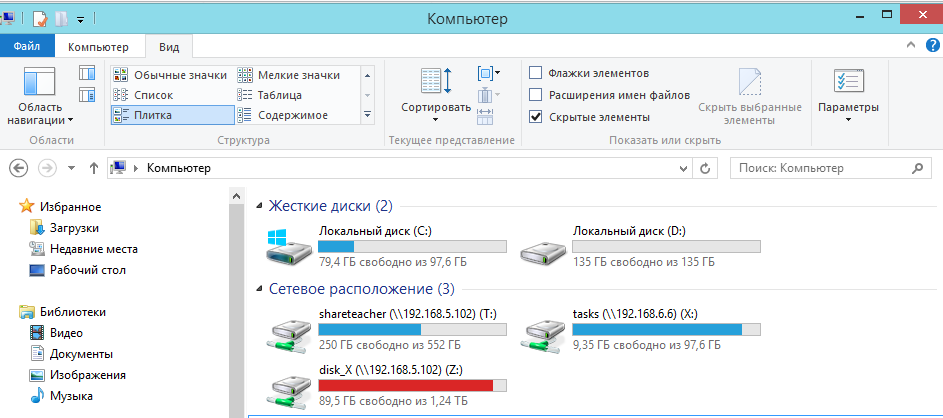 Компьютер
Файл
Компьютер
Вид
Область навигации
Области
Обычные значки
Мелкие значки
Список
Таблица
Плитка
Содержимое
Структура
Сортировать
Текущее представление
Флажки элементов
Расширения имен файлов
Скрытые элементы
Скрыть выбранные элементы
Показать или скрыть
Параметры
Компьютер
Поиск: Компьютер
Избранное
Загрузки
Недавние места
Рабочий стол
Библиотеки
Видео
Документы
Изображения
Музыка
Жесткие диски (2)
Локальный диск (C:)
79,4 ГБ свободно из 97,6 ГБ
Локальный диск (D:)
135 ГБ свободно из 135 ГБ
Сетевое расположение (3)
shareteacher (\\192.168.5.102) (T:)
250 ГБ свободно из 552 ГБ
tasks (\\192.168.6.6) (X:)
9,35 ГБ свободно из 97,6 ГБ
disk_X (\\192.168.5.102) (Z:)
89,5 ГБ свободно из 1,24 ТБ